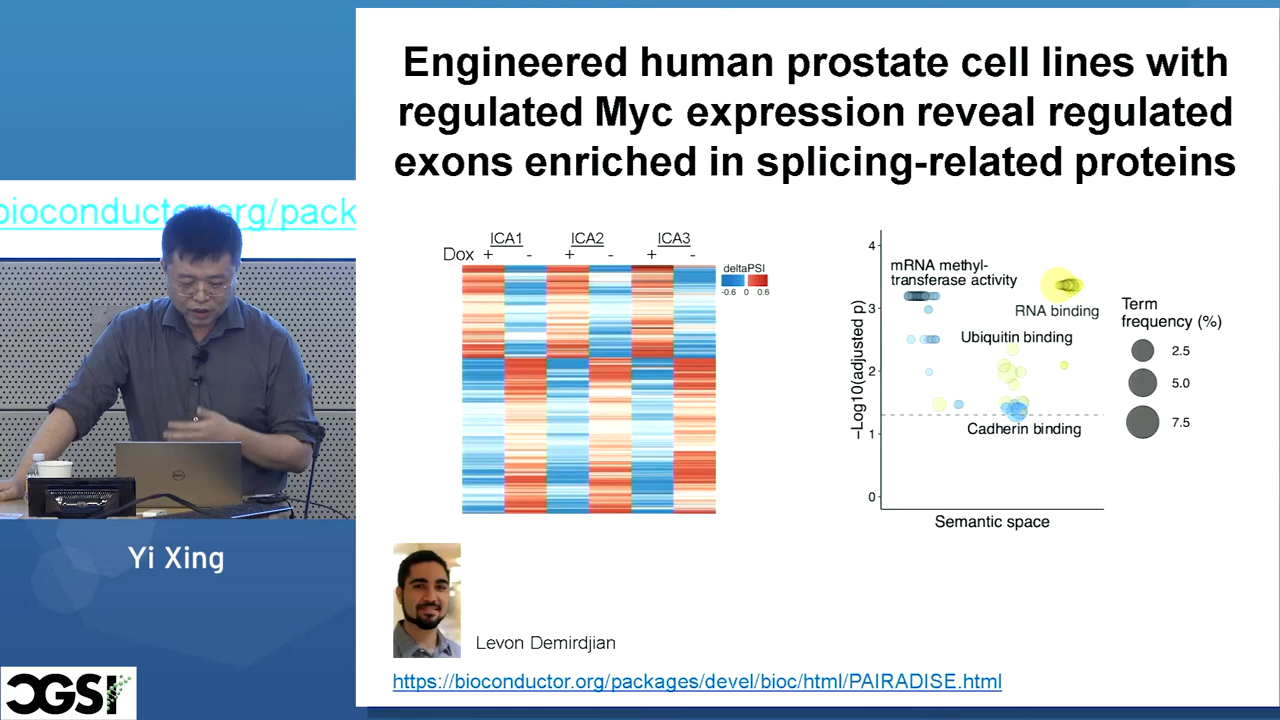 Engineered human prostate cell lines with
regulated Myc expression reveal regulated
exons enriched in splicing-related proteins
bioconductor.org/pack
ICA1 ICA2 ICA3
Dox + - + - + -
deltaPSI
-0.6 0 0.6
4
3
2
1
0
−Log10(adjusted p)
mRNA methyl-
transferase activity
RNA binding
Ubiquitin binding
Cadherin binding
Semantic space
Term
frequency (%)
2.5
5.0
7.5
DELL
Yi Xing
Levon Demirdjian
https://bioconductor.org/packages/devel/bioc/html/PAIRADISE.html
CGSI